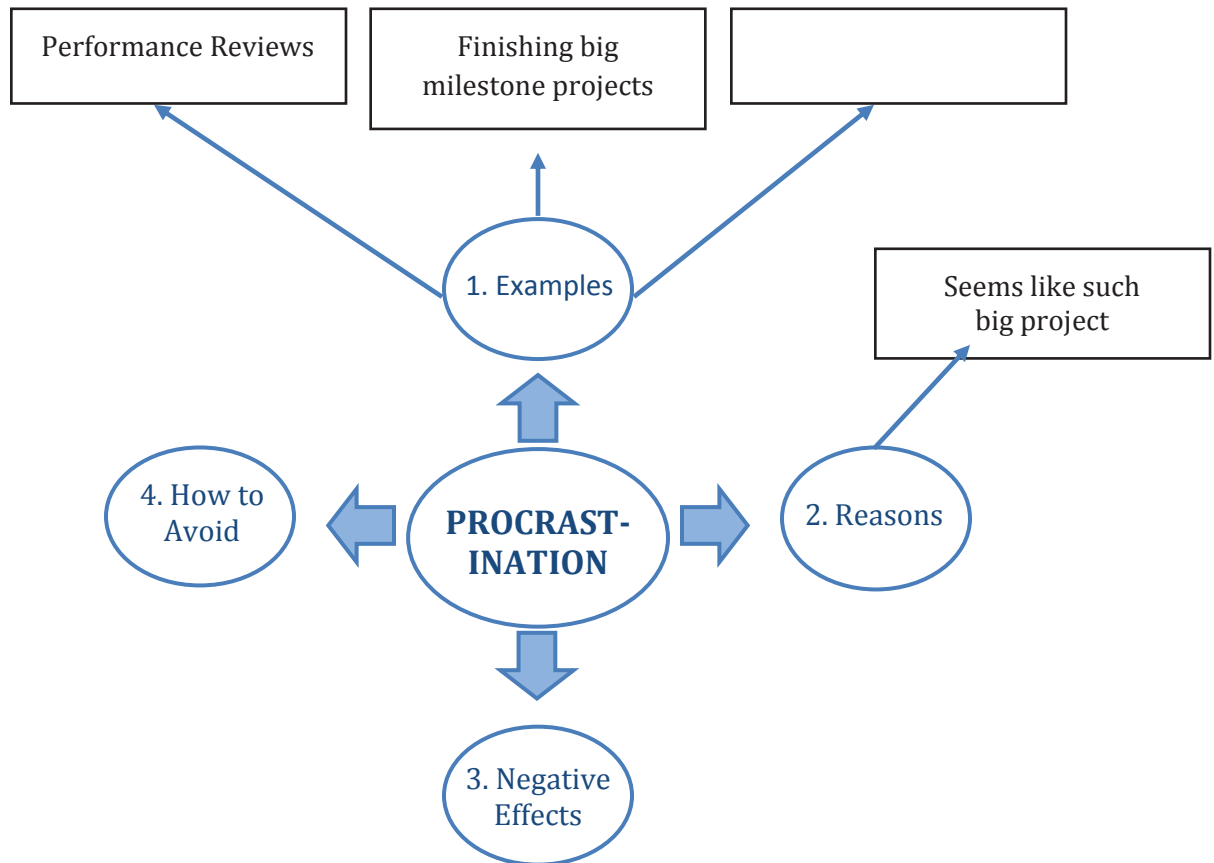 Performance Reviews
Finishing big
milestone projects
1. Examples
Seems like such
big project
4. How to
Avoid
PROCRAST-
INATION
2. Reasons
3. Negative
Effects